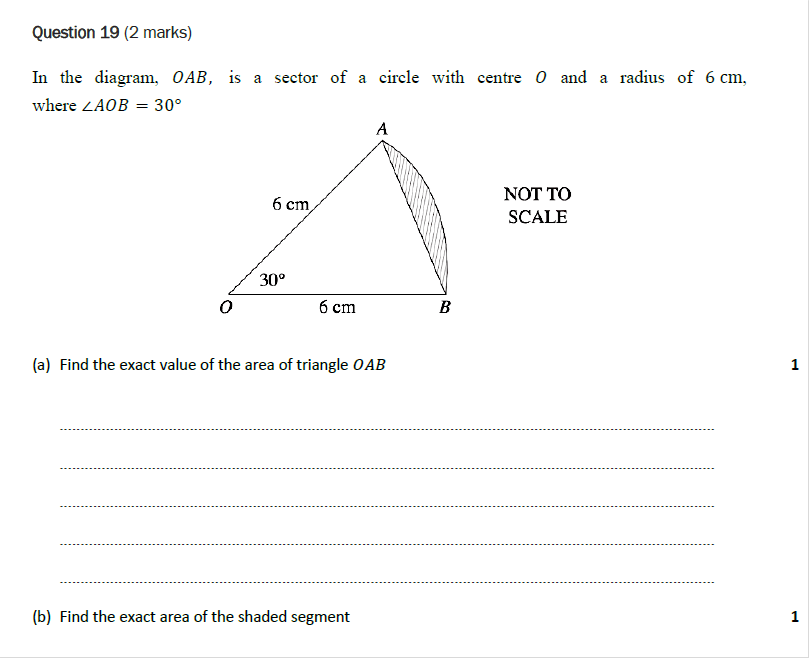 Question 19 (2 marks)
In the diagram, OAB, is a sector of a circle with centre O and a radius of 6 cm,
where ∠AOB = 30°
A
6 cm
NOT TO
SCALE
30°
O
6 cm
B
(a) Find the exact value of the area of triangle OAB 1
(b) Find the exact area of the shaded segment 1